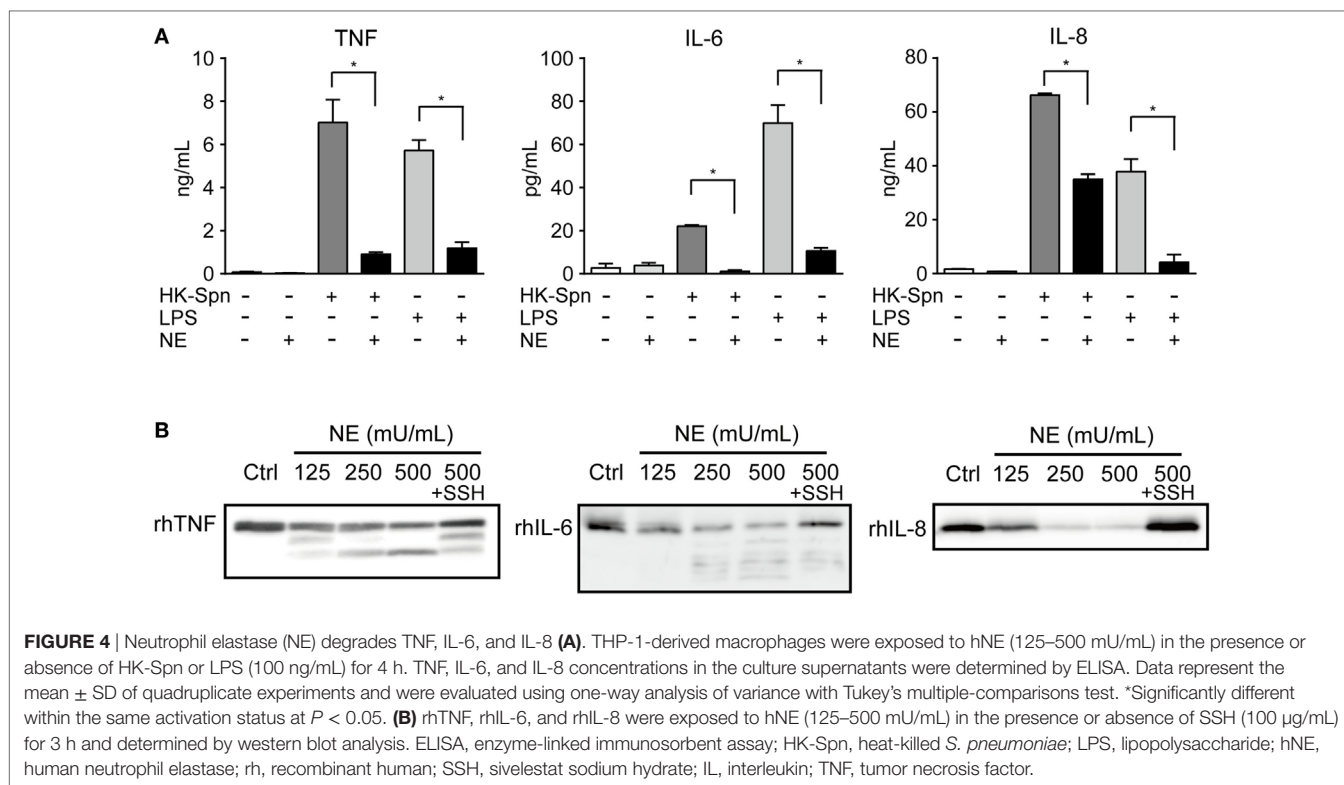 A
TNF
IL-6
IL-8
10
8
6
4
2
0
ng/mL
100
80
60
40
20
0
pg/mL
80
60
40
20
0
ng/mL
*
*
*
*
*
*
HK-Spn - - + + - -
LPS - - - - + +
NE - + - + - +
HK-Spn - - + + - -
LPS - - - - + +
NE - + - + - +
HK-Spn - - + + - -
LPS - - - - + +
NE - + - + - +
B
NE (mU/mL)
Ctrl 125 250 500 500
+SSH
rhTNF
NE (mU/mL)
Ctrl 125 250 500 500
+SSH
rhIL-6
NE (mU/mL)
Ctrl 125 250 500 500
+SSH
rhIL-8
FIGURE 4 | Neutrophil elastase (NE) degrades TNF, IL-6, and IL-8 (A). THP-1-derived macrophages were exposed to hNE (125–500 mU/mL) in the presence or
absence of HK-Spn or LPS (100 ng/mL) for 4 h. TNF, IL-6, and IL-8 concentrations in the culture supernatants were determined by ELISA. Data represent the
mean ± SD of quadruplicate experiments and were evaluated using one-way analysis of variance with Tukey's multiple-comparisons test. *Significantly different
within the same activation status at P < 0.05. (B) rhTNF, rhIL-6, and rhIL-8 were exposed to hNE (125–500 mU/mL) in the presence or absence of SSH (100 µg/mL)
for 3 h and determined by western blot analysis. ELISA, enzyme-linked immunosorbent assay; HK-Spn, heat-killed S. pneumoniae; LPS, lipopolysaccharide; hNE,
human neutrophil elastase; rh, recombinant human; SSH, sivelestat sodium hydrate; IL, interleukin; TNF, tumor necrosis factor.